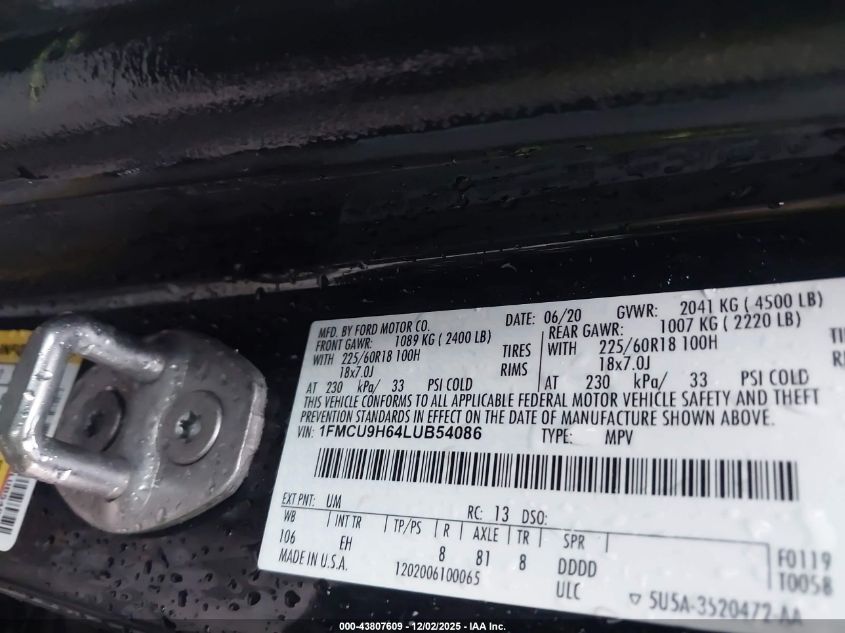 MFD. BY FORD MOTOR CO.
DATE: 06/20
GVWR: 2041 KG ( 4500 LB)
FRONT GAWR: 1089 KG ( 2400 LB)
REAR GAWR: 1007 KG ( 2220 LB)
WITH 225/60R18 100H TIRES
WITH 225/60R18 100H
18x7.0J RIMS
18x7.0J
AT 230 kPa/ 33 PSI COLD
AT 230 kPa/ 33 PSI COLD
THIS VEHICLE CONFORMS TO ALL APPLICABLE FEDERAL MOTOR VEHICLE SAFETY AND THEFT
PREVENTION STANDARDS IN EFFECT ON THE DATE OF MANUFACTURE SHOWN ABOVE.
VIN: 1FMCU9H64LUB54086
TYPE: MPV
EXT PNT: UM
RC: 13 DSO:
WB INT TR TP/PS R AXLE TR SPR
106 EH 8 81 8 DDDD
MADE IN U.S.A.
1202006100065
ULC
F0119
T0058
5U5A-3520472-AA
000-43807609 - 12/02/2025 - IAA Inc.